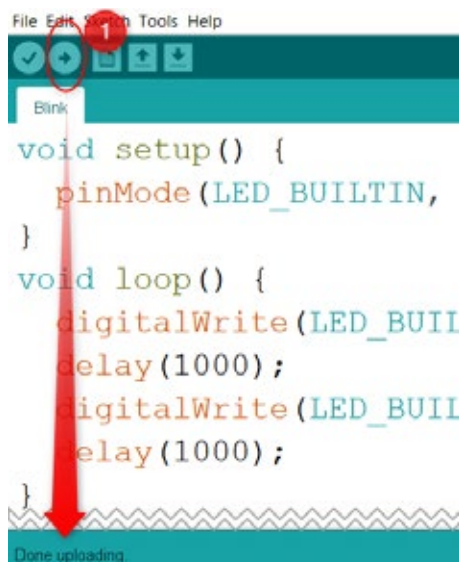 File Edit Sketch Tools Help
1
Blink
void setup() {
pinMode(LED_BUILTIN,
}
void loop() {
digitalWrite(LED_BUIL
delay(1000);
digitalWrite(LED_BUIL
delay(1000);
}
Done uploading.